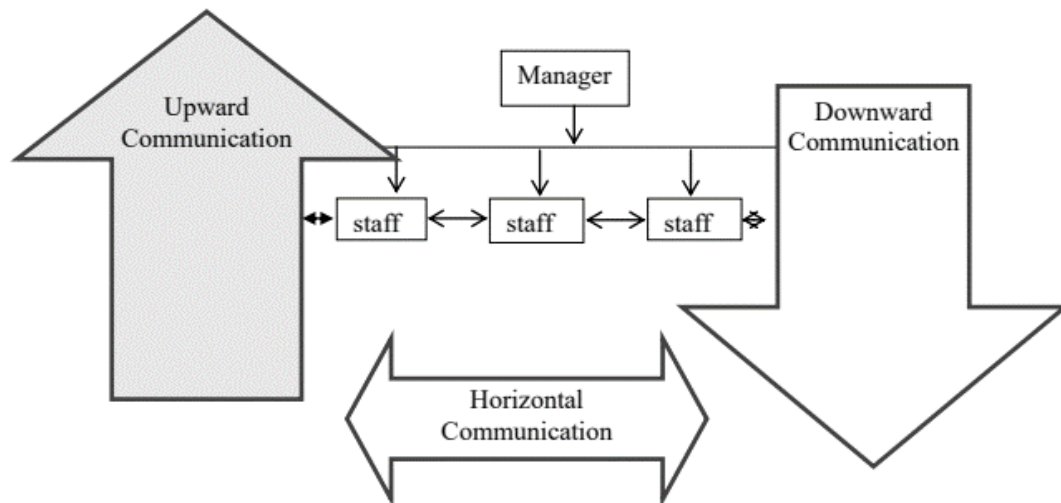 Manager
Upward
Communication
Downward
Communication
staff
staff
staff
Horizontal
Communication